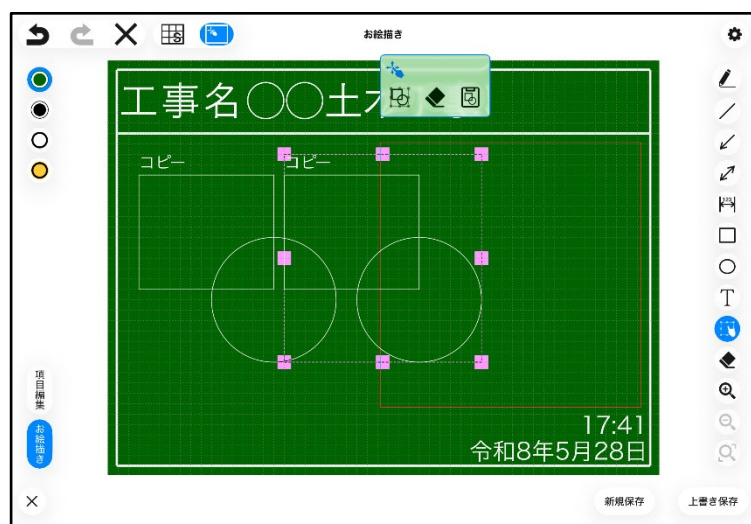 お絵描き
工事名○○土木
コピー
コピー
123
T
項目編集
お絵描き
17:41
令和8年5月28日
新規保存
上書き保存